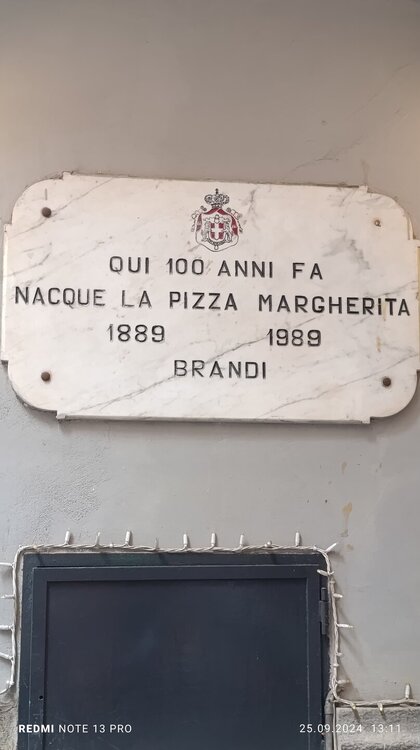 QUI 100 ANNI FA
NACQUE LA PIZZA MARGHERITA
1889 1989
BRANDI
REDMI NOTE 13 PRO 25.09.2024 13:11